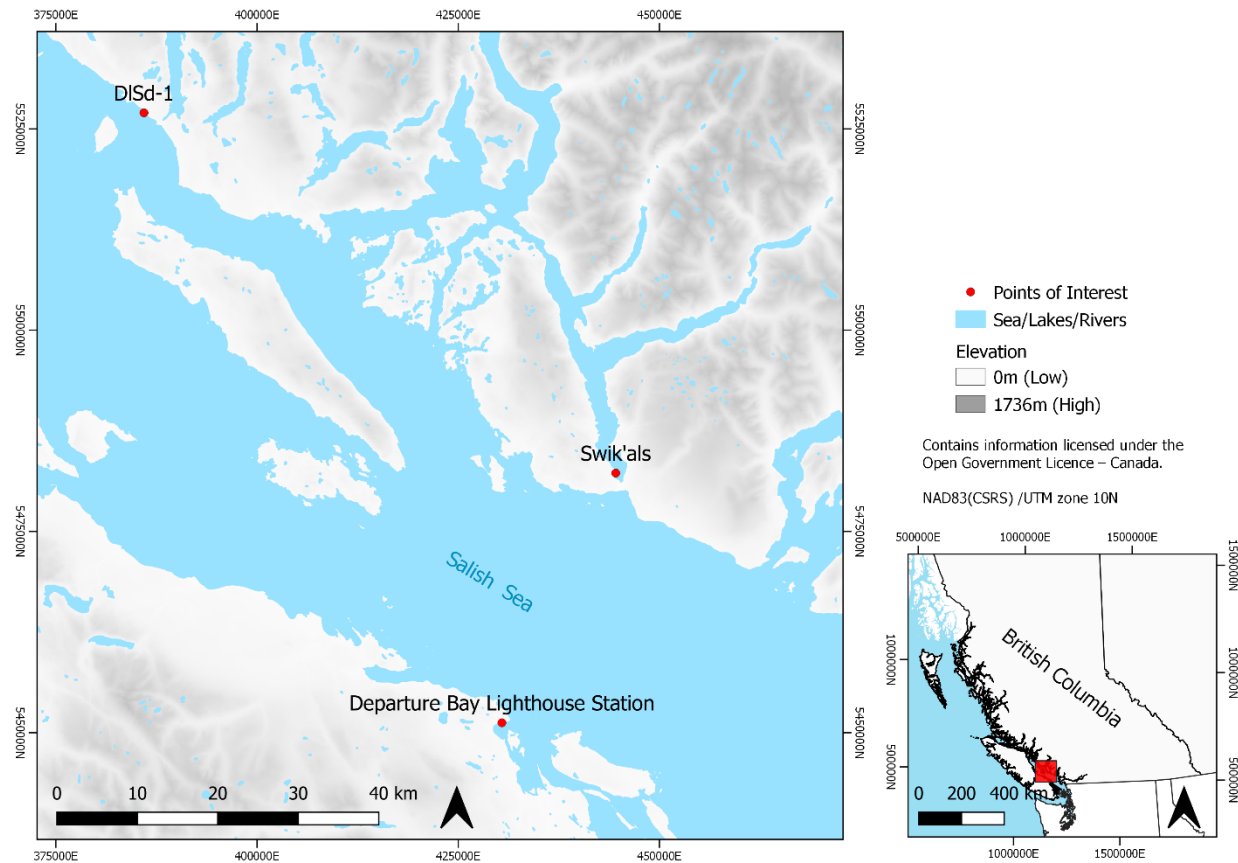 375000E 400000E 425000E 450000E
DlSd-1
5525000N 5525000N
5500000N 5500000N
Swik'als
5475000N 5475000N
Salish Sea
Departure Bay Lighthouse Station
5450000N 5450000N
0 10 20 30 40 km
375000E 400000E 425000E 450000E
Points of Interest
Sea/Lakes/Rivers
Elevation
0m (Low)
1736m (High)
Contains information licensed under the
Open Government Licence – Canada.
NAD83(CSRS) /UTM zone 10N
500000E 1000000E 1500000E
1500000N
British Columbia
1000000N 1000000N
500000N 500000N
0 200 400 km
1000000E 1500000E